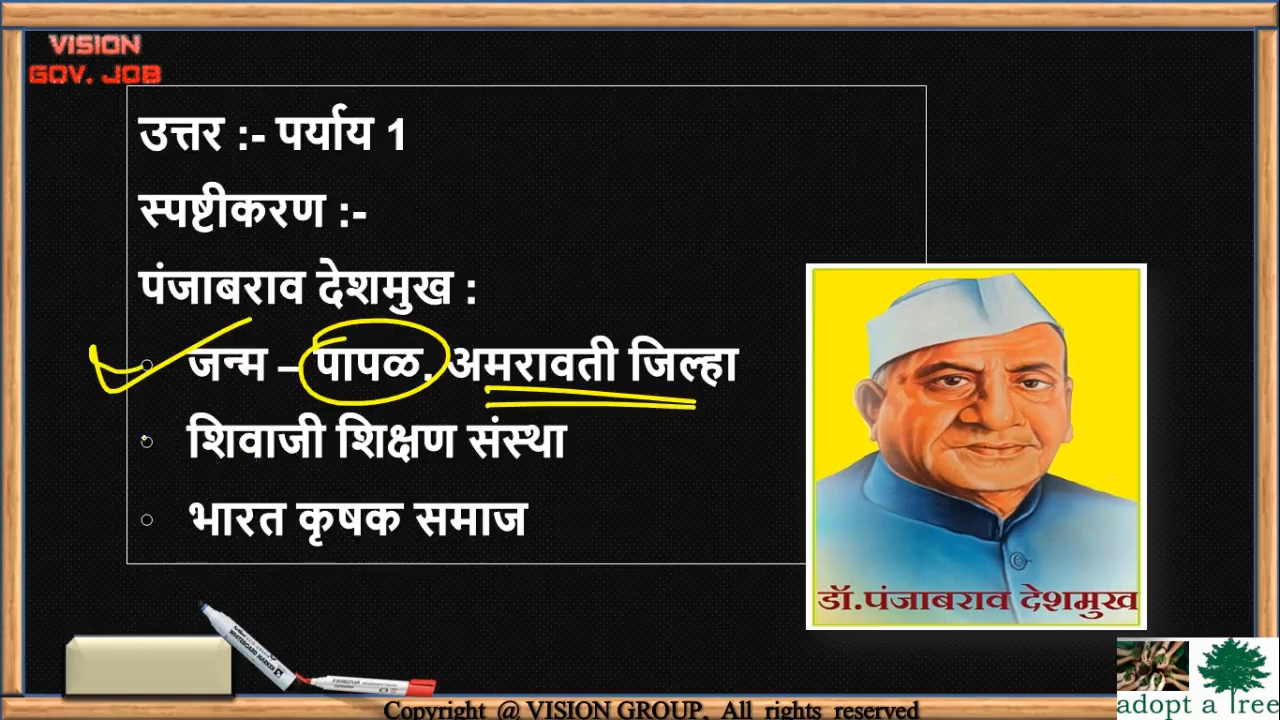 VISION
GOV. JOB
उत्तर :- पर्याय 1
स्पष्टीकरण :-
पंजाबराव देशमुख :
जन्म – पापळ. अमरावती जिल्हा
शिवाजी शिक्षण संस्था
भारत कृषक समाज
डॉ.पंजाबराव देशमुख
adopt a Tree
Copyright @ VISION GROUP, All rights reserved